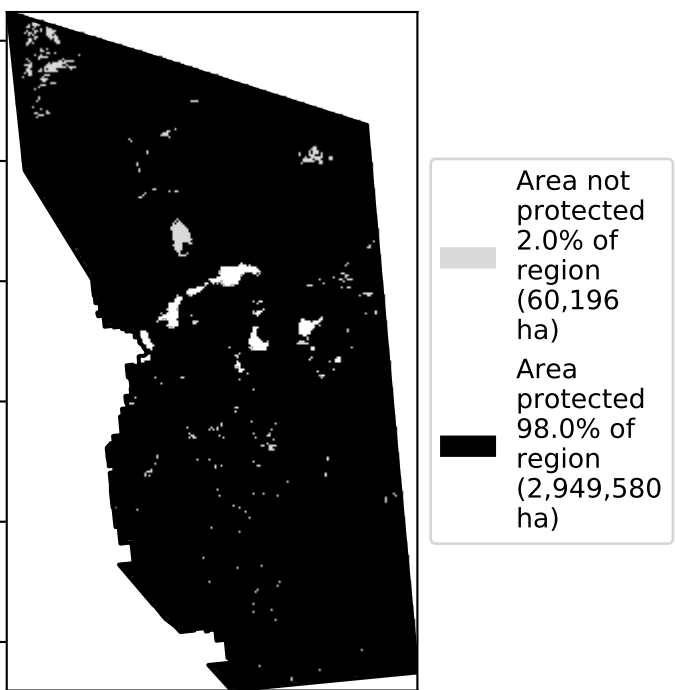 Area not
protected
2.0% of
region
(60,196
ha)
Area
protected
98.0% of
region
(2,949,580
ha)